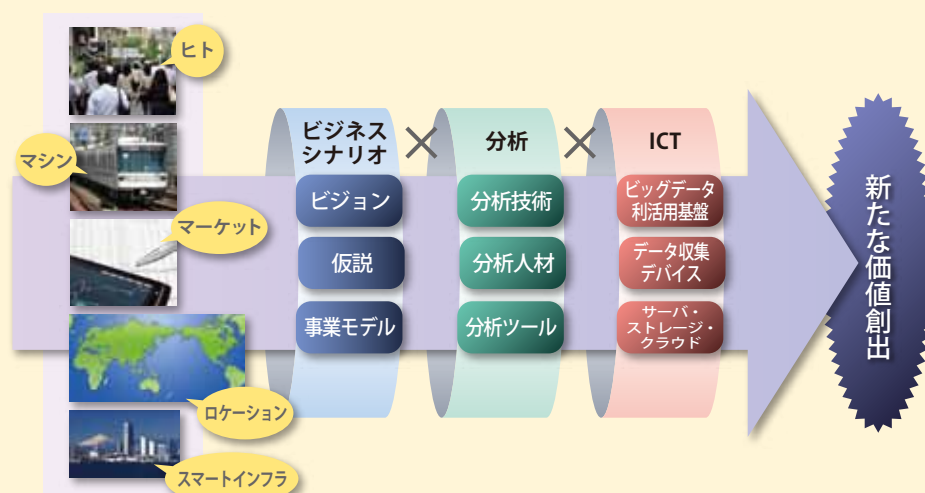 ヒト
マシン
マーケット
ロケーション
スマートインフラ
ビジネス
シナリオ
×
分析
×
ICT
ビジョン
仮説
事業モデル
分析技術
分析人材
分析ツール
ビッグデータ
利活用基盤
データ収集
デバイス
サーバ・
ストレージ・
クラウド
新たな価値創出